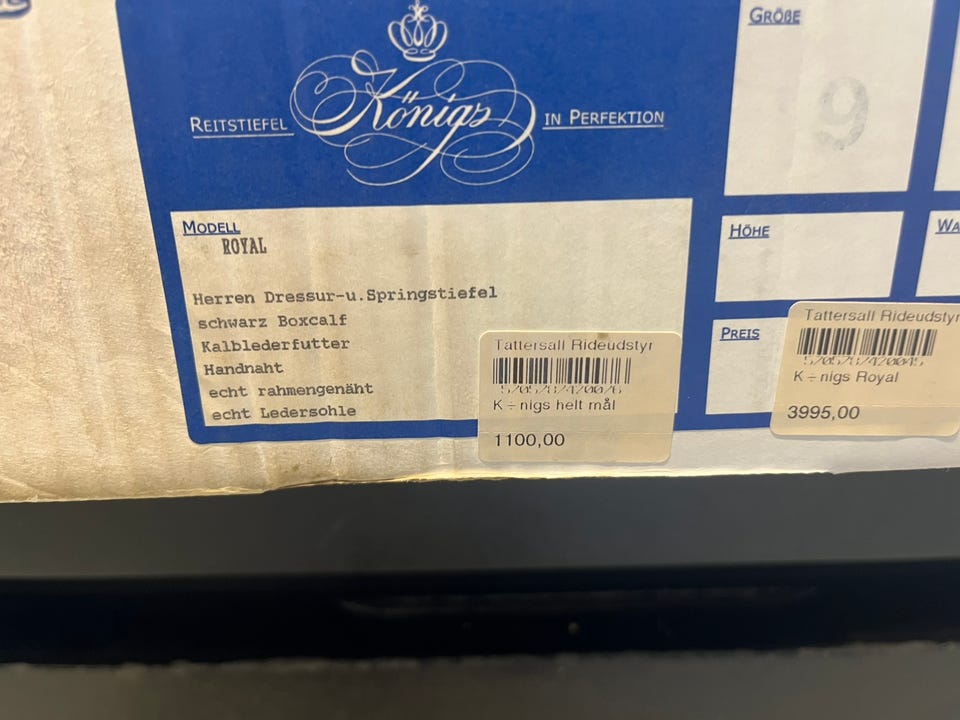 REITSTIEFEL Königs IN PERFEKTION
MODELL
ROYAL
Herren Dressur-u.Springstiefel
schwarz Boxcalf
Kalblederfutter
Handnaht
echt rahmengenäht
echt Ledersohle
GRÖßE
9
HÖHE
PREIS
Tattersall Rideudstyr
K÷nigs helt mål
1100,00
Tattersall Rideudstyr
K÷nigs Royal
3995,00